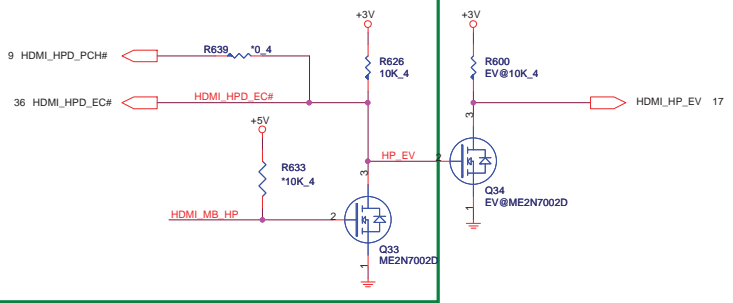 +3V
+3V
9 HDMI_HPD_PCH#
R639
*0_4
R626
10K_4
R600
EV@10K_4
36 HDMI_HPD_EC#
HDMI_HPD_EC#
HDMI_HP_EV 17
3
+5V
R633
*10K_4
HP_EV
2
3
Q34
EV@ME2N7002D
1
HDMI_MB_HP
2
Q33
ME2N7002D
1